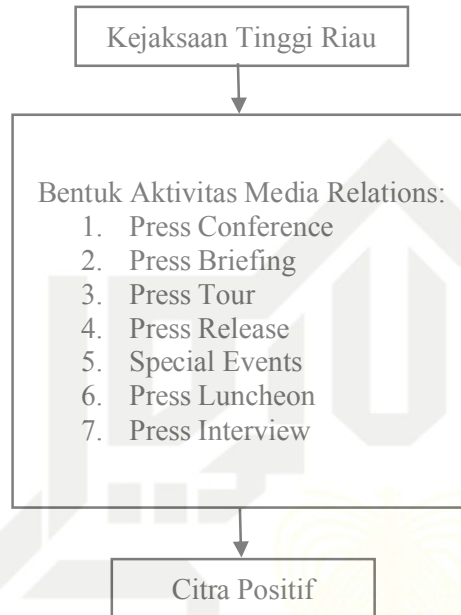 Kejaksaan Tinggi Riau
Bentuk Aktivitas Media Relations:
1. Press Conference
2. Press Briefing
3. Press Tour
4. Press Release
5. Special Events
6. Press Luncheon
7. Press Interview
Citra Positif